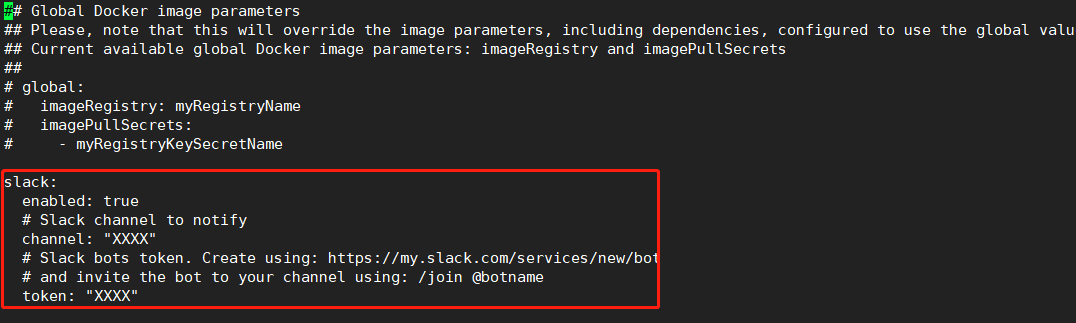 ## Global Docker image parameters
## Please, note that this will override the image parameters, including dependencies, configured to use the global valu
## Current available global Docker image parameters: imageRegistry and imagePullSecrets
##
# global:
#   imageRegistry: myRegistryName
#   imagePullSecrets:
#     - myRegistryKeySecretName
slack:
  enabled: true
  # Slack channel to notify
  channel: "XXXX"
  # Slack bots token. Create using: https://my.slack.com/services/new/bot
  # and invite the bot to your channel using: /join @botname
  token: "XXXX"